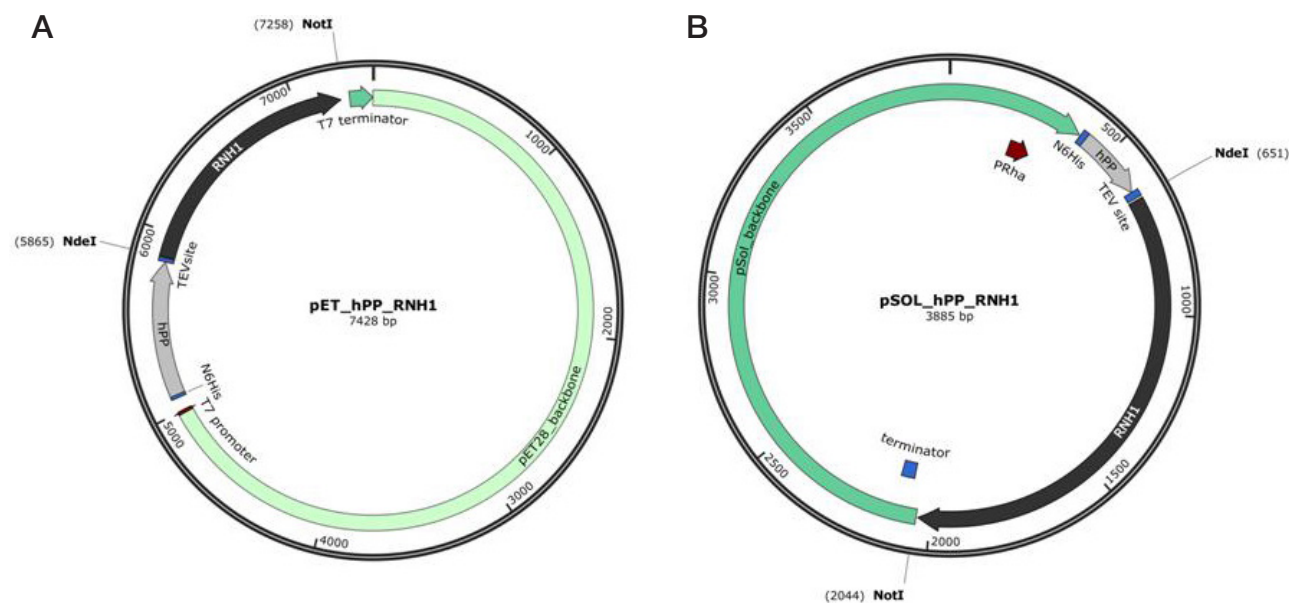 A
(7258) NotI
7000
T7 terminator
1000
RNH1
6000
(5865) NdeI
TEVsite
pET_hPP_RNH1
7428 bp
2000
hPP
N6His
5000
T7 promoter
pET28_backbone
3000
4000
B
3500
500
N6His
hPP
NdeI (651)
PRha
TEV site
pSol_backbone
3000
pSOL_hPP_RNH1
3885 bp
1000
RNH1
terminator
2500
1500
2000
(2044) NotI